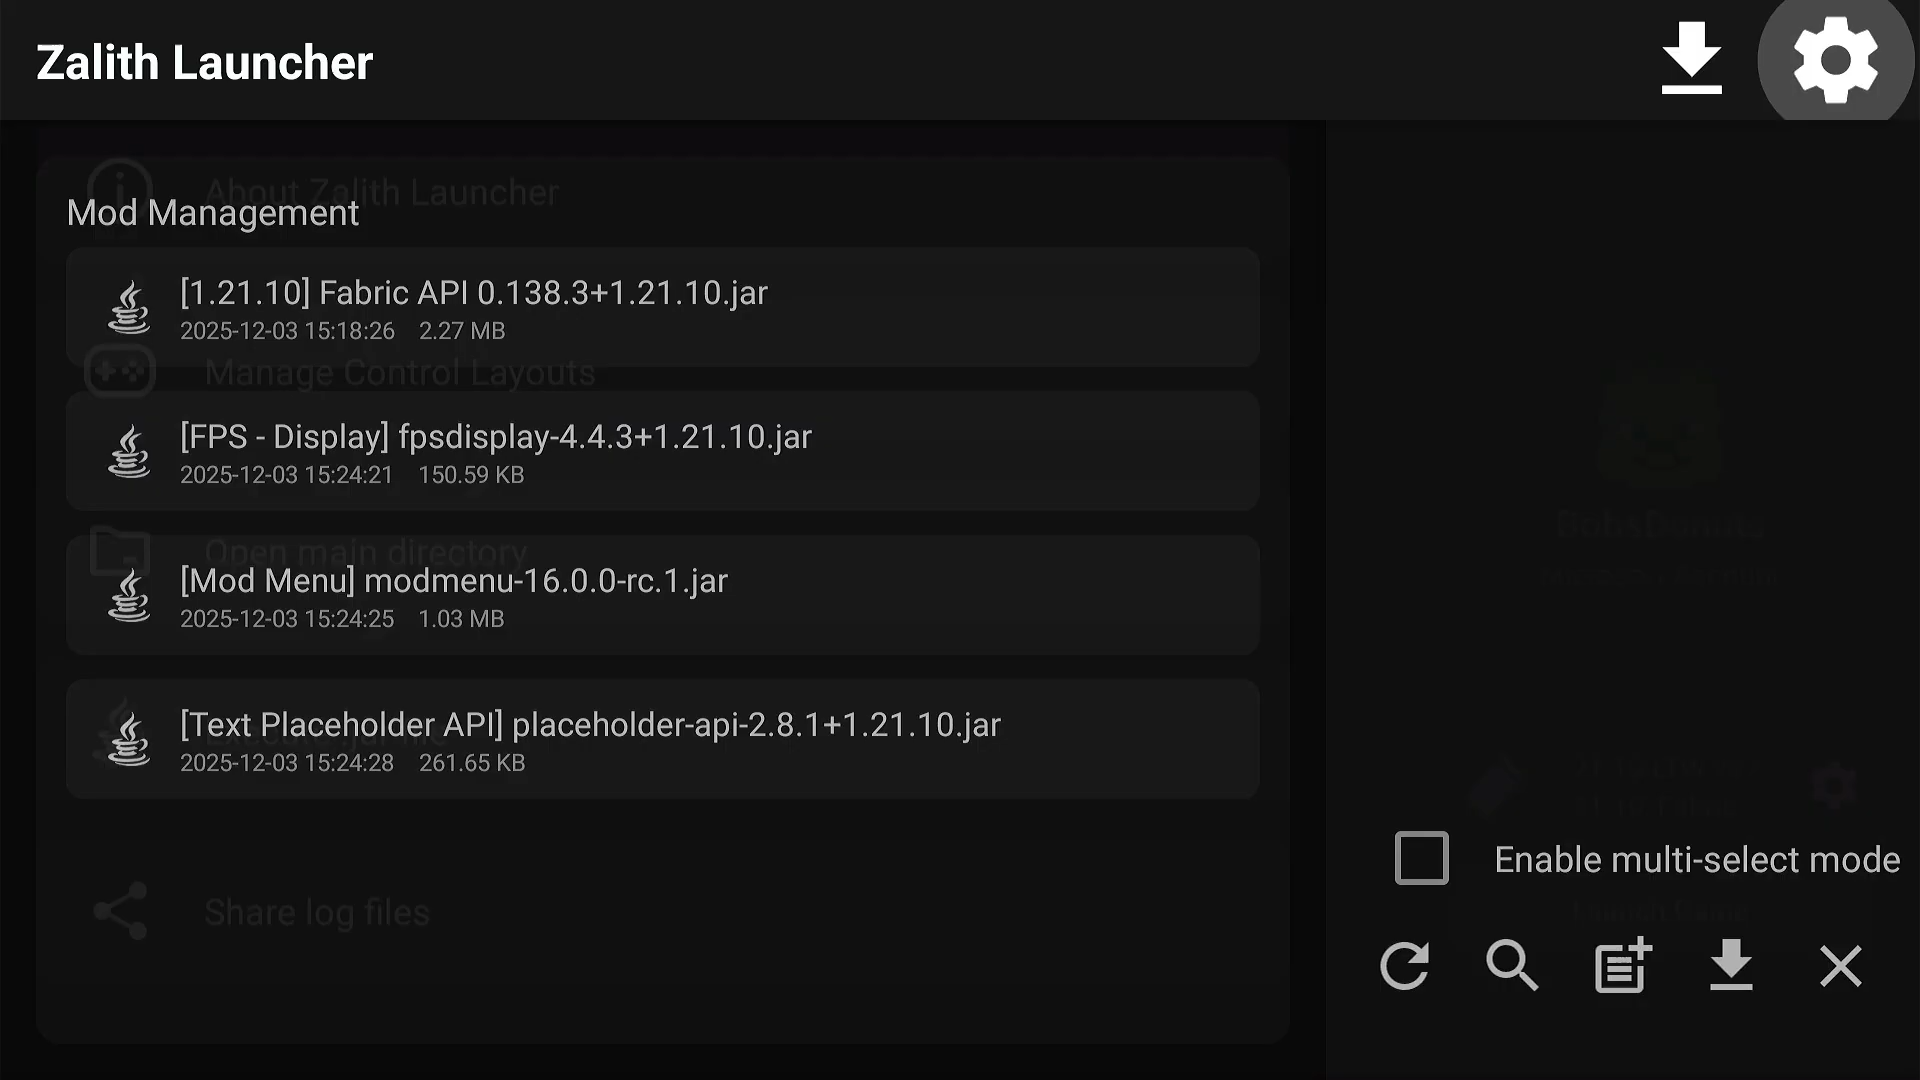 Zalith Launcher
About Zalith Launcher
Mod Management
[1.21.10] Fabric API 0.138.3+1.21.10.jar
2025-12-03 15:18:26 2.27 MB
Manage Control Layouts
[FPS - Display] fpsdisplay-4.4.3+1.21.10.jar
2025-12-03 15:24:21 150.59 KB
Open main directory
[Mod Menu] modmenu-16.0.0-rc.1.jar
2025-12-03 15:24:25 1.03 MB
[Text Placeholder API] placeholder-api-2.8.1+1.21.10.jar
2025-12-03 15:24:28 261.65 KB
Enable multi-select mode
Share log files